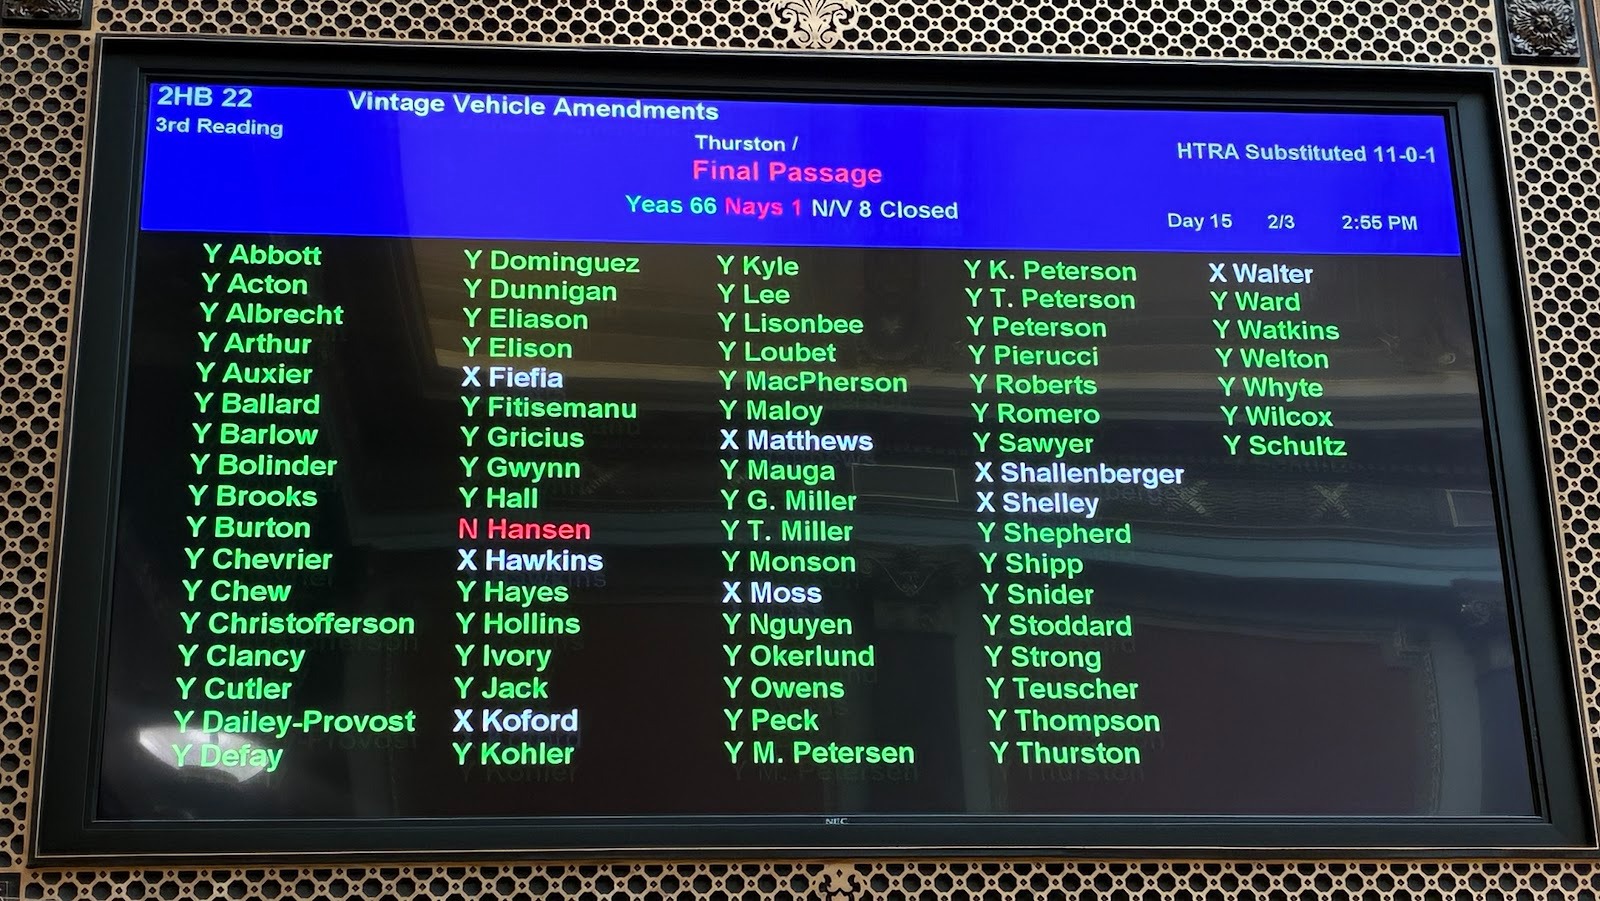 2HB 22 Vintage Vehicle Amendments
3rd Reading
Thurston /
HTRA Substituted 11-0-1
Final Passage
Yeas 66 Nays 1 N/V 8 Closed
Day 15 2/3 2:55 PM
Y Abbott
Y Acton
Y Albrecht
Y Arthur
Y Auxier
Y Ballard
Y Barlow
Y Bolinder
Y Brooks
Y Burton
Y Chevrier
Y Chew
Y Christofferson
Y Clancy
Y Cutler
Y Dailey-Provost
Y Defay
Y Dominguez
Y Dunnigan
Y Eliason
Y Elison
X Fiefia
Y Fitisemanu
Y Gricius
Y Gwynn
Y Hall
N Hansen
X Hawkins
Y Hayes
Y Hollins
Y Ivory
Y Jack
X Koford
Y Kohler
Y Kyle
Y Lee
Y Lisonbee
Y Loubet
Y MacPherson
Y Maloy
X Matthews
Y Mauga
Y G. Miller
Y T. Miller
Y Monson
X Moss
Y Nguyen
Y Okerlund
Y Owens
Y Peck
Y M. Petersen
Y K. Peterson
Y T. Peterson
Y Peterson
Y Pierucci
Y Roberts
Y Romero
Y Sawyer
X Shallenberger
X Shelley
Y Shepherd
Y Shipp
Y Snider
Y Stoddard
Y Strong
Y Teuscher
Y Thompson
Y Thurston
X Walter
Y Ward
Y Watkins
Y Welton
Y Whyte
Y Wilcox
Y Schultz
NEC